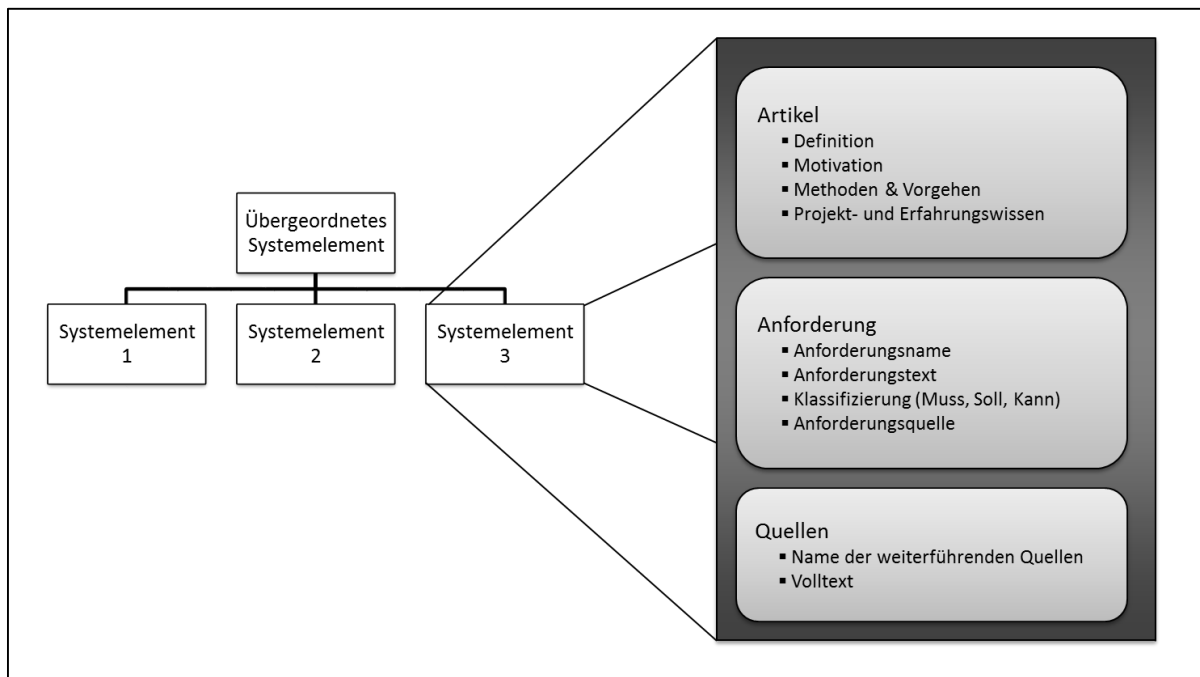 Übergeordnetes
Systemelement
Systemelement
1
Systemelement
2
Systemelement
3
Artikel
▪ Definition
▪ Motivation
▪ Methoden & Vorgehen
▪ Projekt- und Erfahrungswissen
Anforderung
▪ Anforderungsname
▪ Anforderungstext
▪ Klassifizierung (Muss, Soll, Kann)
▪ Anforderungsquelle
Quellen
▪ Name der weiterführenden Quellen
▪ Volltext